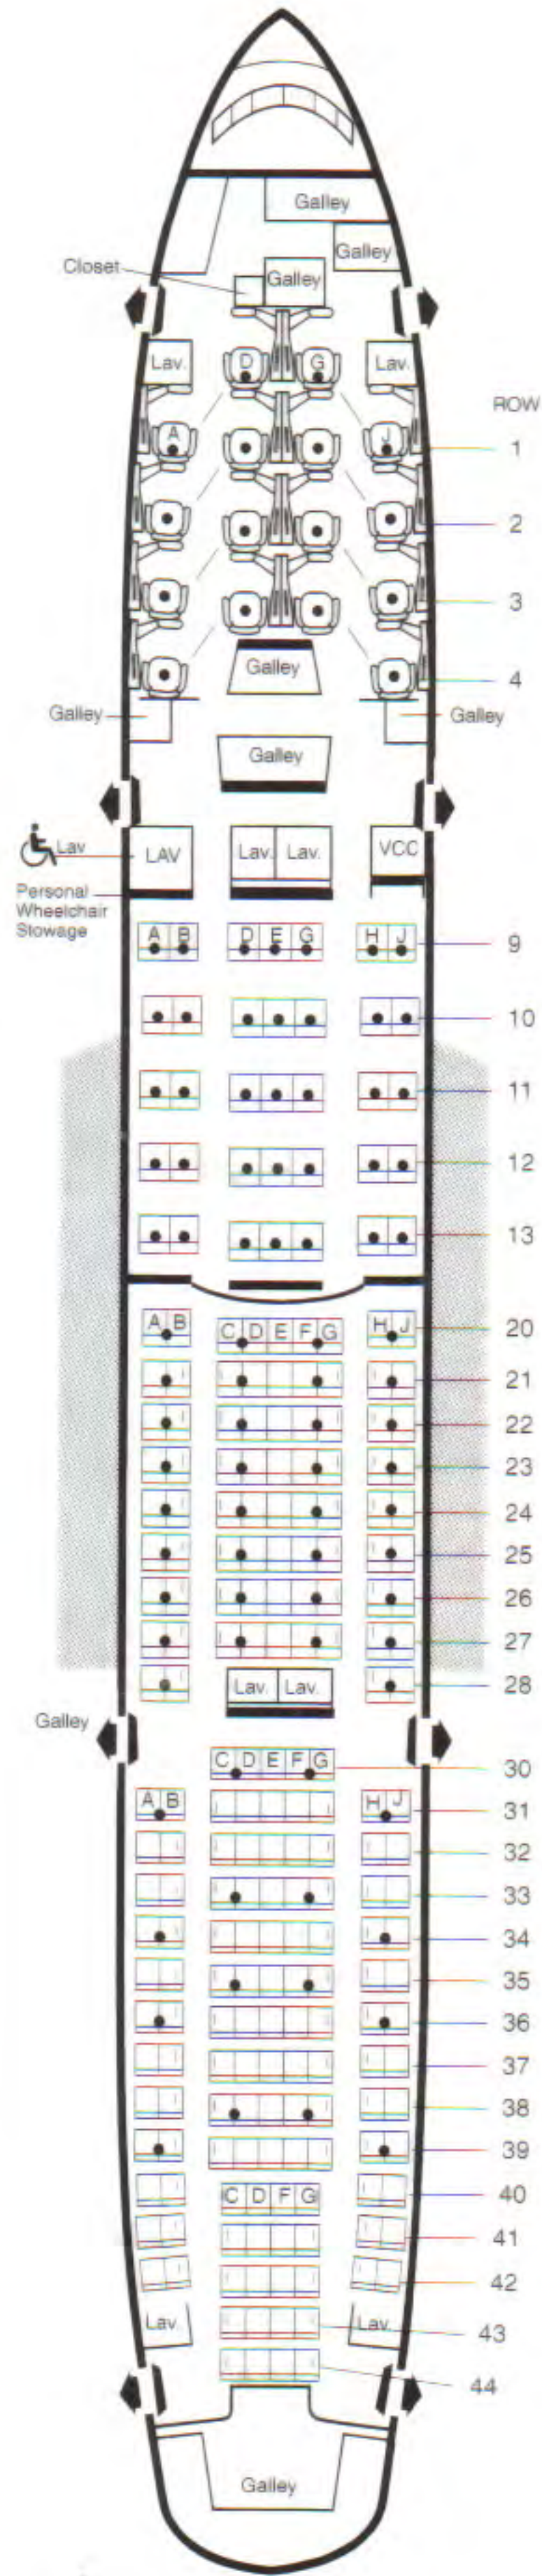 Galley
Galley
Closet
Galley
Lav.
D
G
Lav.
ROW
A
J
1
2
3
4
Galley
Galley
Galley
Galley
Lav
LAV
Lav.
Lav.
VCC
Personal
Wheelchair
Stowage
A B
D E G
H J
9
10
11
12
13
A B
C D E F G
H J
20
21
22
23
24
25
26
27
Lav.
Lav.
28
Galley
C D E F G
30
A B
H J
31
32
33
34
35
36
37
38
39
C D F G
40
41
42
Lav.
Lav.
43
44
Galley